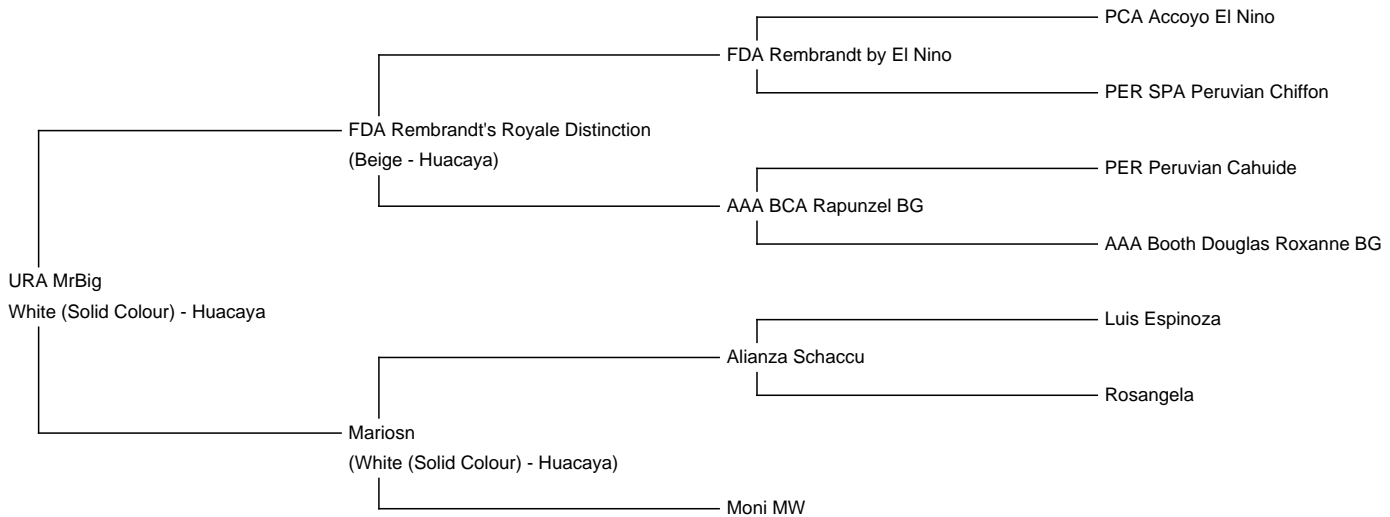 PCA Accoyo El Nino
FDA Rembrandt by El Nino
PER SPA Peruvian Chiffon
FDA Rembrandt's Royale Distinction
(Beige - Huacaya)
PER Peruvian Cahuide
AAA BCA Rapunzel BG
AAA Booth Douglas Roxanne BG
URA MrBig
White (Solid Colour) - Huacaya
Luis Espinoza
Alianza Schaccu
Rosangela
Mariosn
(White (Solid Colour) - Huacaya)
Moni MW